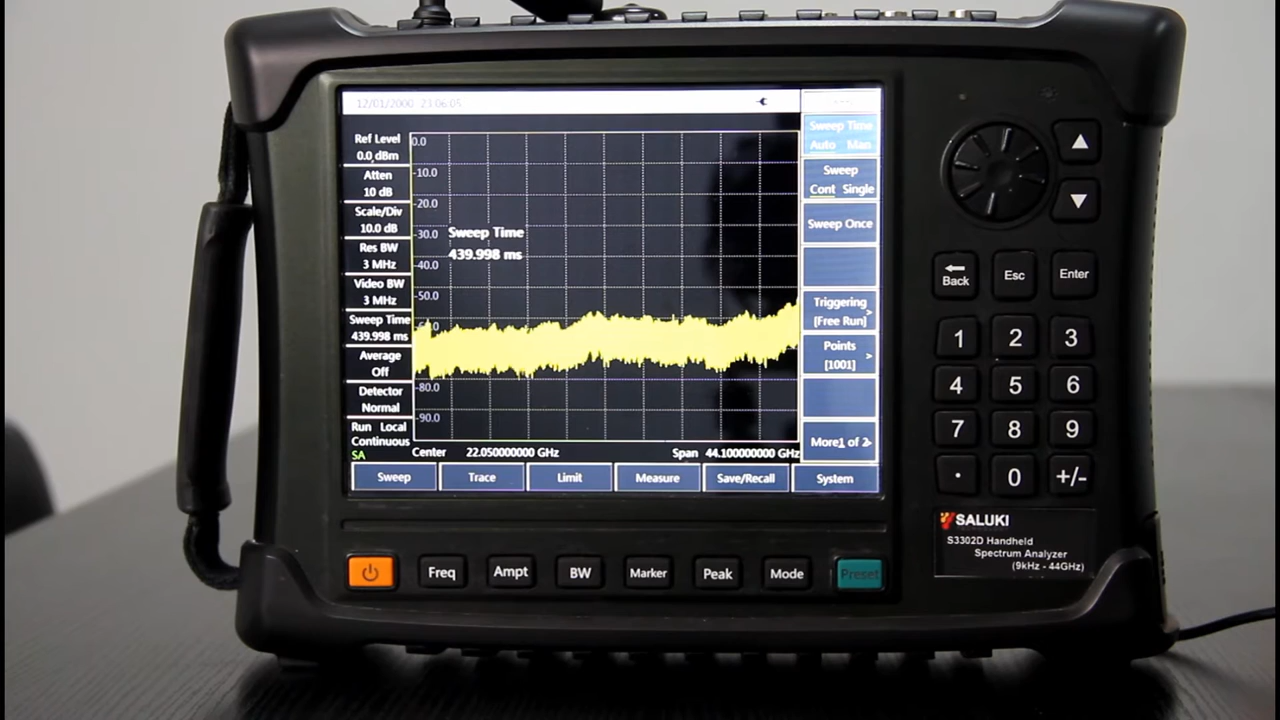 12/01/2000 23:06:05
Ref Level
0.0 dBm
Atten
10 dB
Scale/Div
10.0 dB
Res BW
3 MHz
Video BW
3 MHz
Sweep Time
439.998 ms
Average
Off
Detector
Normal
Run Local
Continuous
SA
0.0
-10.0
-20.0
-30.0
-40.0
-50.0
-80.0
-90.0
Sweep Time
439.998 ms
Center 22.050000000 GHz Span 44.100000000 GHz
Sweep Time
Auto Man
Sweep
Cont Single
Sweep Once
Triggering >
[Free Run]
Points >
[1001]
More1 of 2>
Sweep Trace Limit Measure Save/Recall System
Freq Ampt BW Marker Peak Mode Preset
Back Esc Enter
1 2 3
4 5 6
7 8 9
. 0 +/-
SALUKI
S3302D Handheld
Spectrum Analyzer
(9kHz - 44GHz)